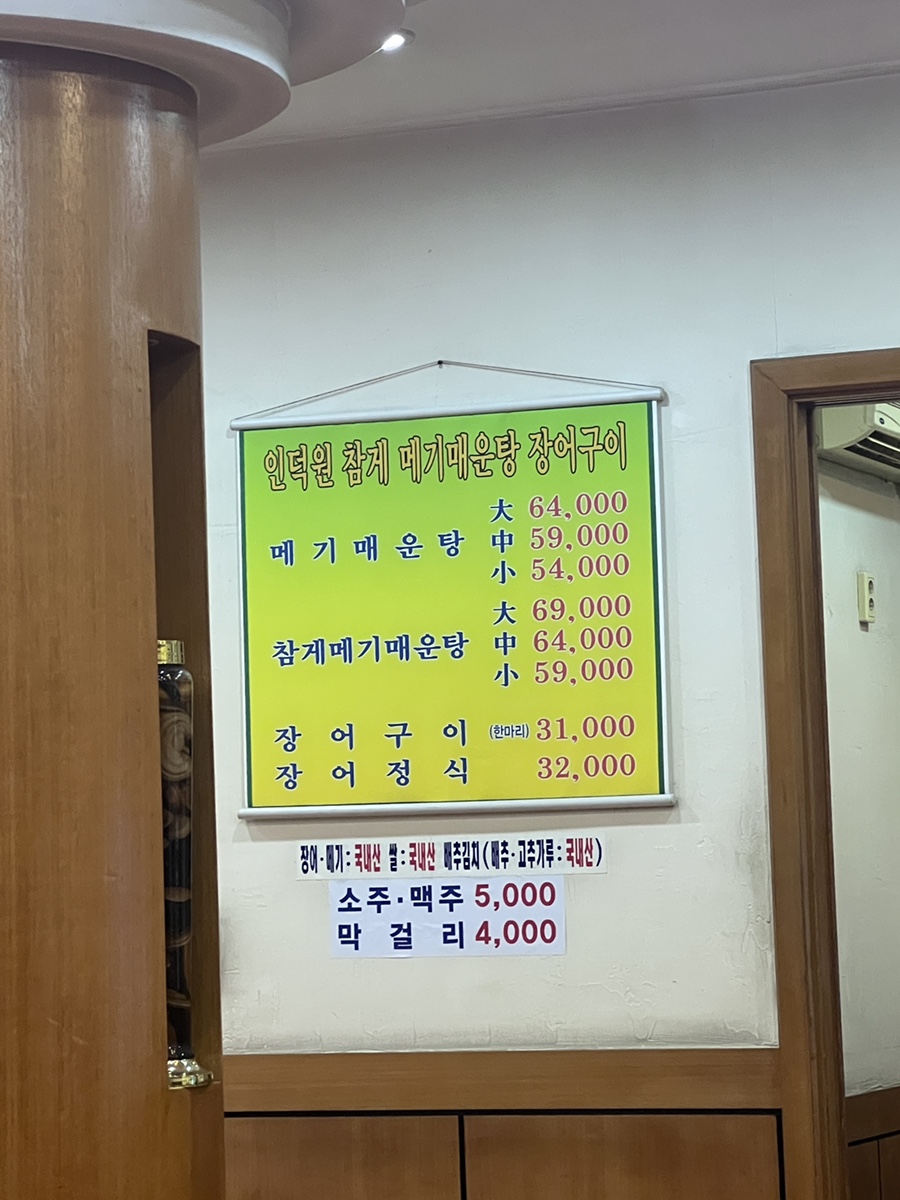 인덕원 참게 메기매운탕 장어구이
메기매운탕 大 64,000
中 59,000
小 54,000
참게메기매운탕 大 69,000
中 64,000
小 59,000
장어구이 (한마리) 31,000
장어정식 32,000
장어·메기:국내산 쌀:국내산 배추김치(배추·고추가루:국내산)
소주·맥주 5,000
막걸리 4,000